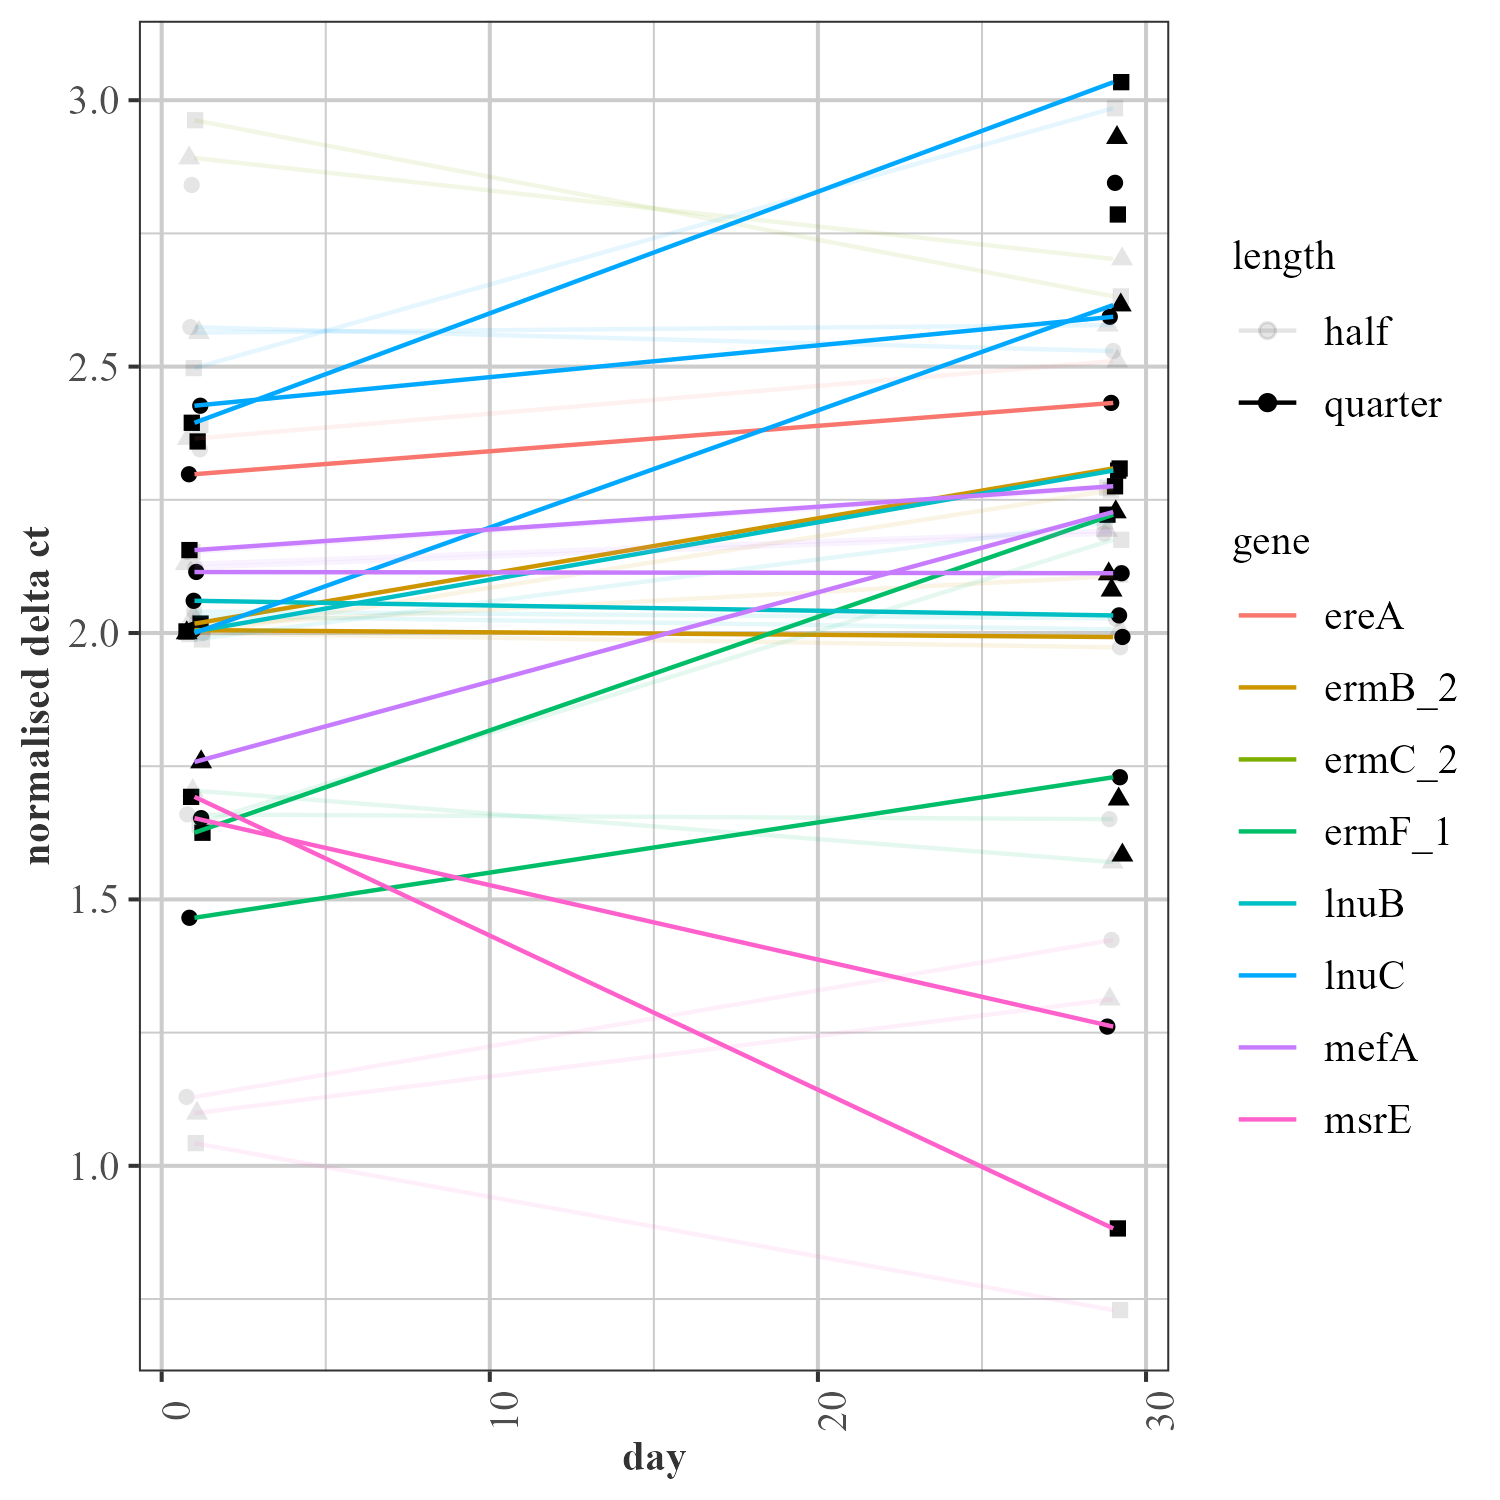 3.0
2.5
2.0
1.5
1.0
normalised delta ct
0
10
20
30
day
length
half
quarter
gene
ereA
ermB_2
ermC_2
ermF_1
lnuB
lnuC
mefA
msrE